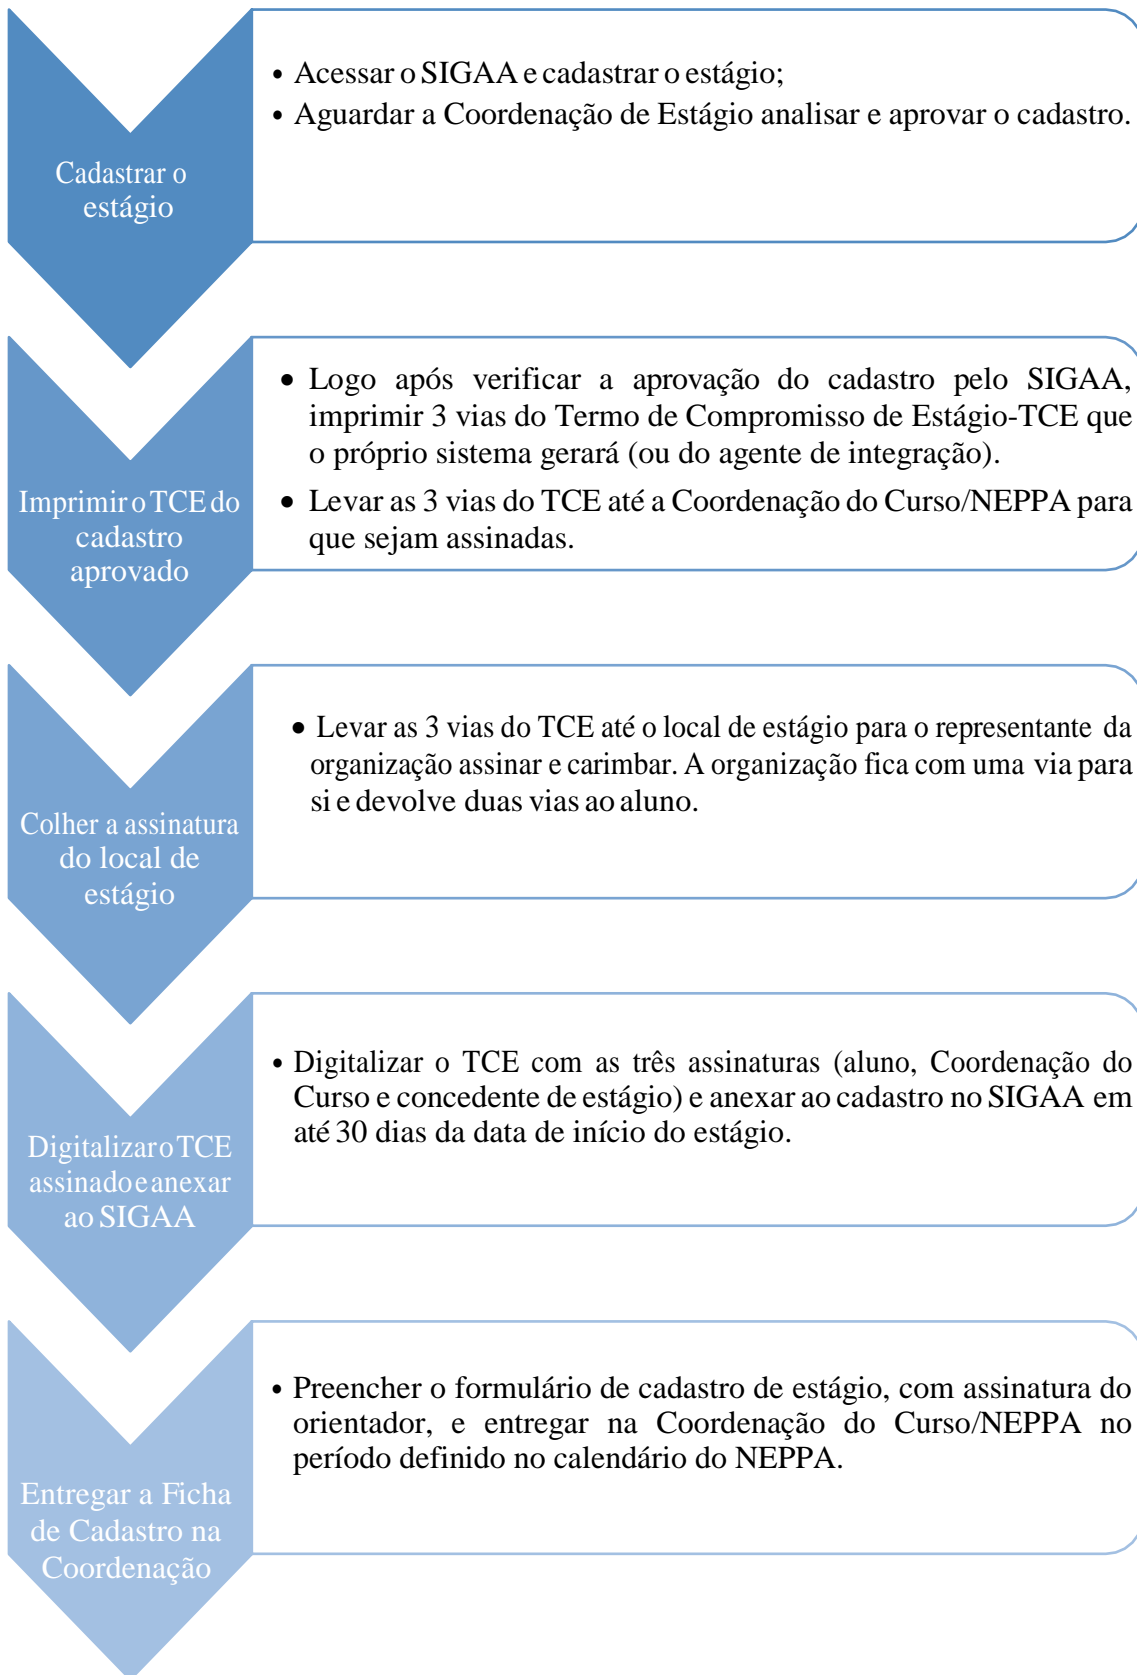 Cadastrar o
estágio
• Acessar o SIGAA e cadastrar o estágio;
• Aguardar a Coordenação de Estágio analisar e aprovar o cadastro.
Imprimir o TCE do
cadastro
aprovado
• Logo após verificar a aprovação do cadastro pelo SIGAA,
imprimir 3 vias do Termo de Compromisso de Estágio-TCE que
o próprio sistema gerará (ou do agente de integração).
• Levar as 3 vias do TCE até a Coordenação do Curso/NEPPA para
que sejam assinadas.
Colher a assinatura
do local de
estágio
• Levar as 3 vias do TCE até o local de estágio para o representante da
organização assinar e carimbar. A organização fica com uma via para
si e devolve duas vias ao aluno.
Digitalizar o TCE
assinado e anexar
ao SIGAA
• Digitalizar o TCE com as três assinaturas (aluno, Coordenação do
Curso e concedente de estágio) e anexar ao cadastro no SIGAA em
até 30 dias da data de início do estágio.
Entregar a Ficha
de Cadastro na
Coordenação
• Preencher o formulário de cadastro de estágio, com assinatura do
orientador, e entregar na Coordenação do Curso/NEPPA no
período definido no calendário do NEPPA.